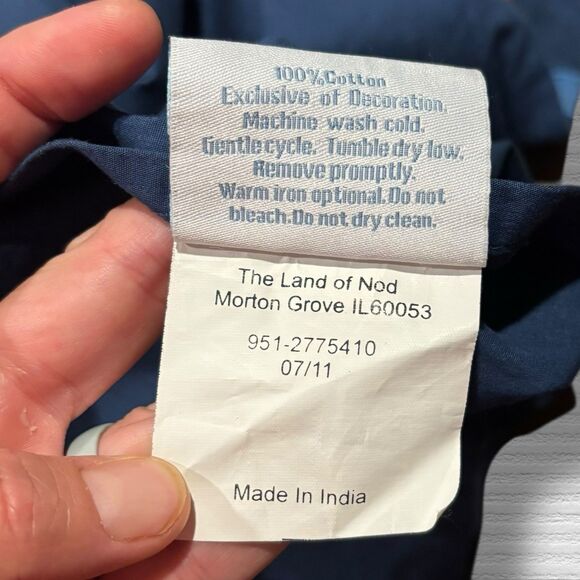 100%Cotton
Exclusive of Decoration.
Machine wash cold.
Gentle cycle. Tumble dry low.
Remove promptly.
Warm iron optional.Do not
bleach.Do not dry clean.
The Land of Nod
Morton Grove IL60053
951-2775410
07/11
Made In India